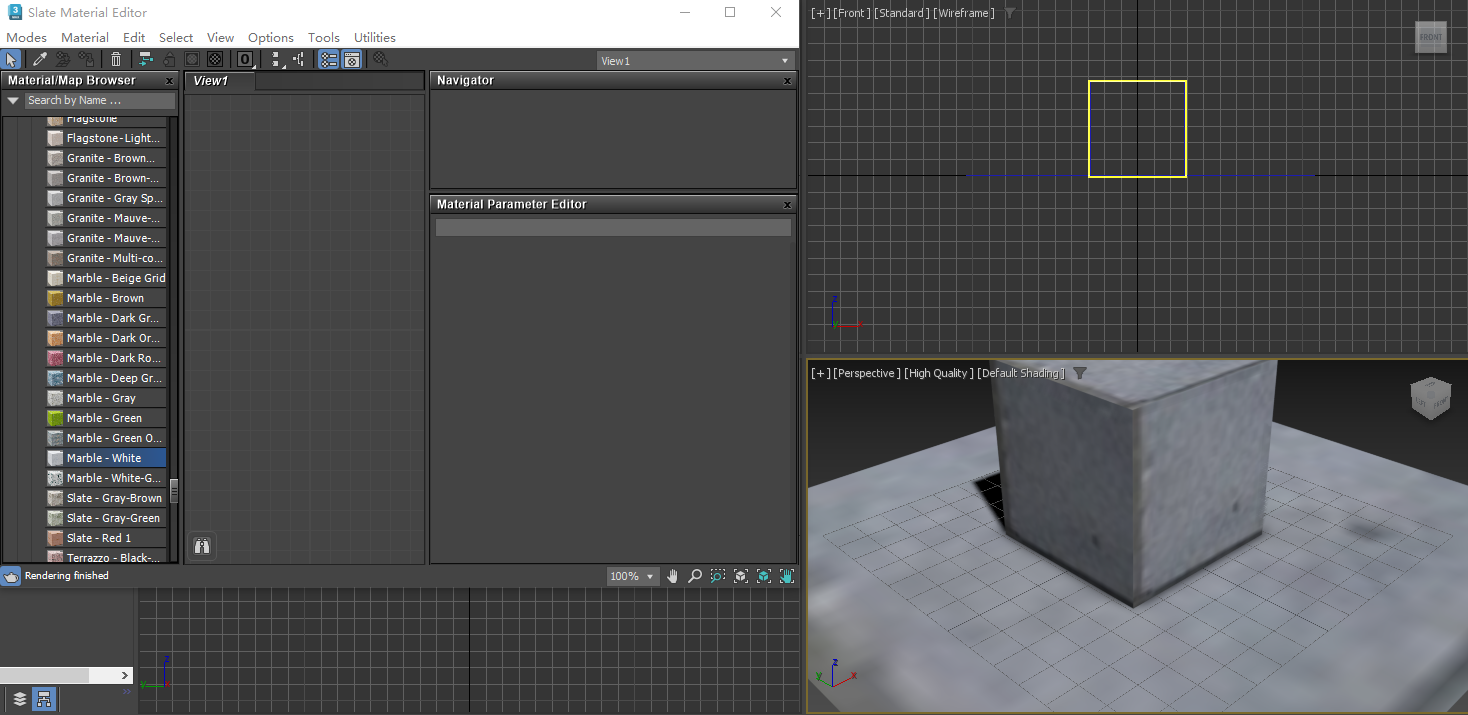 Slate Material Editor
Modes Material Edit Select View Options Tools Utilities
View1
Material/Map Browser
Search by Name ...
Flagstone
Flagstone-Light...
Granite - Brown...
Granite - Brown-...
Granite - Gray Sp...
Granite - Mauve-...
Granite - Mauve-...
Granite - Multi-co...
Marble - Beige Grid
Marble - Brown
Marble - Dark Gr...
Marble - Dark Or...
Marble - Dark Ro...
Marble - Deep Gr...
Marble - Gray
Marble - Green
Marble - Green O...
Marble - White
Marble - White-G...
Slate - Gray-Brown
Slate - Gray-Green
Slate - Red 1
Terrazzo - Black-...
View1
Navigator
Material Parameter Editor
Rendering finished
100%
[+] [Front] [Standard] [Wireframe]
FRONT
z
x
[+] [Perspective] [High Quality] [Default Shading]
FRONT
z
y
x
z
y